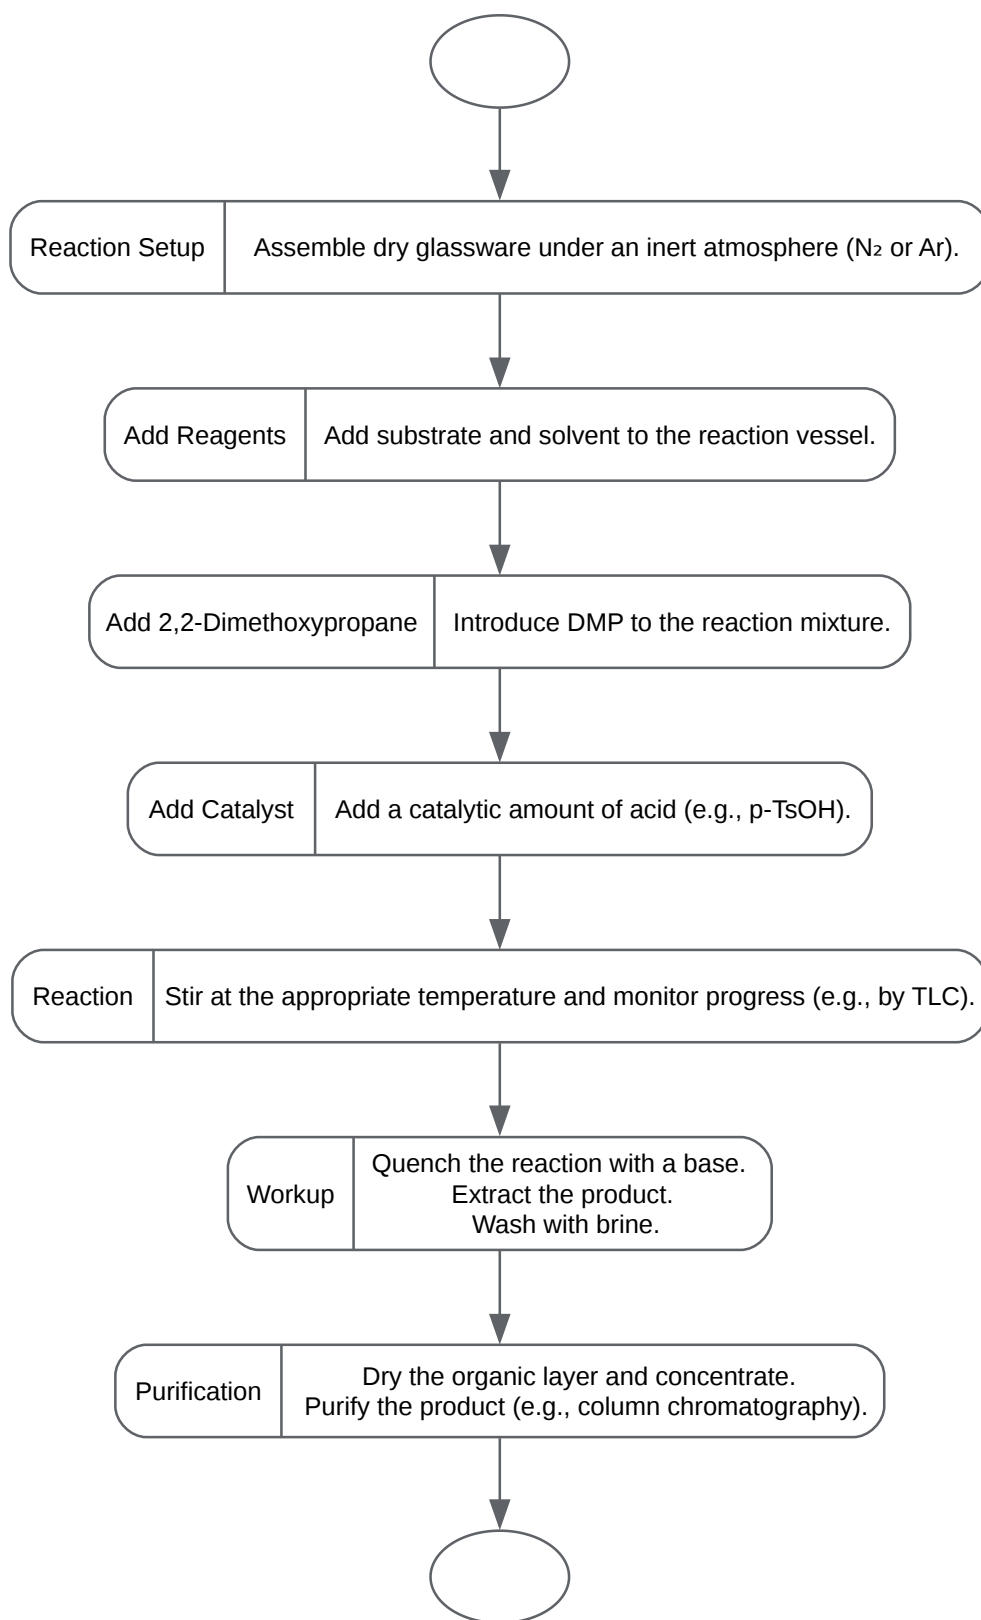 Reaction Setup
Assemble dry glassware under an inert atmosphere (N₂ or Ar).
Add Reagents
Add substrate and solvent to the reaction vessel.
Add 2,2-Dimethoxypropane
Introduce DMP to the reaction mixture.
Add Catalyst
Add a catalytic amount of acid (e.g., p-TsOH).
Reaction
Stir at the appropriate temperature and monitor progress (e.g., by TLC).
Workup
Quench the reaction with a base.
Extract the product.
Wash with brine.
Purification
Dry the organic layer and concentrate.
Purify the product (e.g., column chromatography).